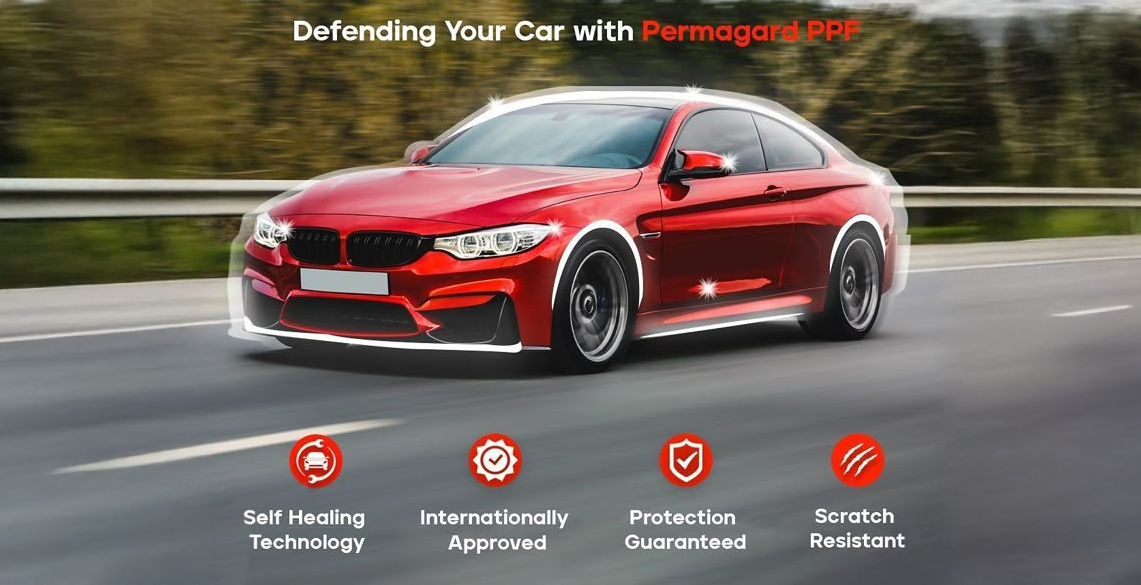 Defending Your Car with Permagard PPF
Self Healing
Technology
Internationally
Approved
Protection
Guaranteed
Scratch
Resistant